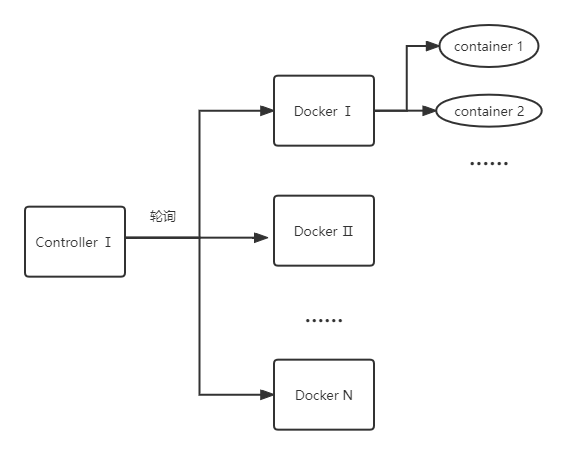 container 1
Docker Ⅰ
container 2
……
轮询
Controller Ⅰ
Docker Ⅱ
……
Docker N